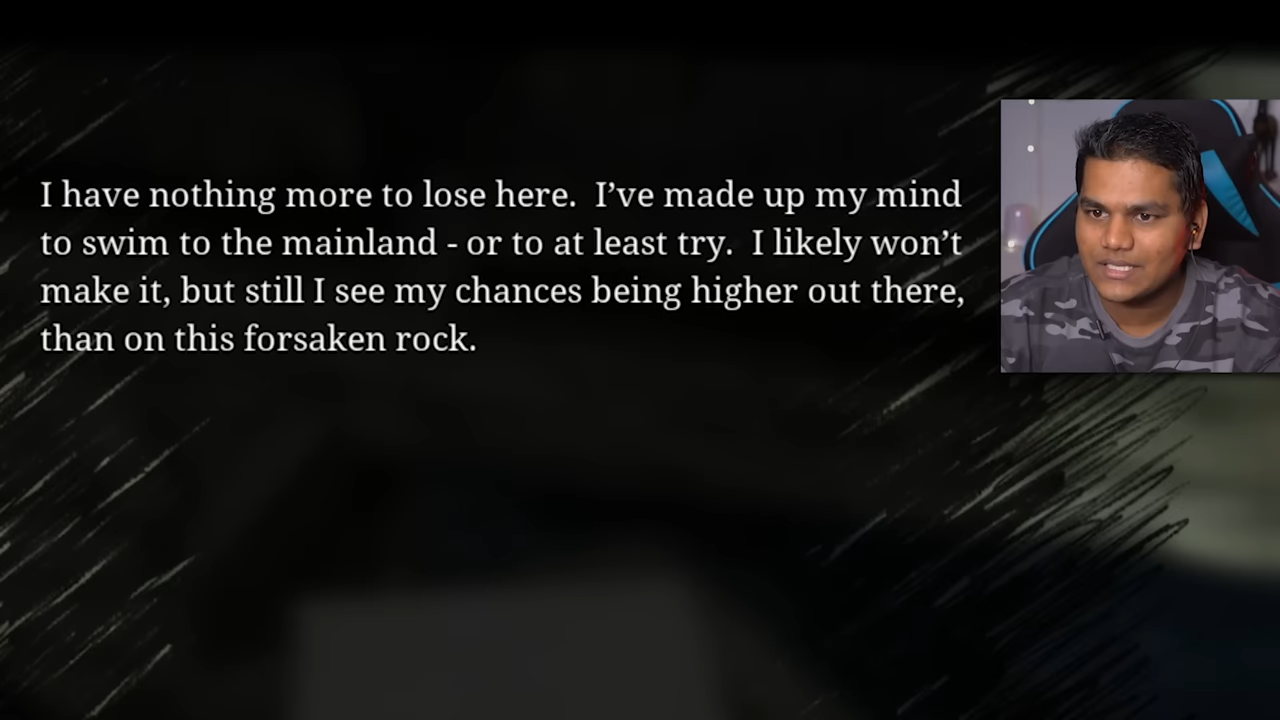 I have nothing more to lose here.  I’ve made up my mind
to swim to the mainland - or to at least try.  I likely won’t
make it, but still I see my chances being higher out there,
than on this forsaken rock.